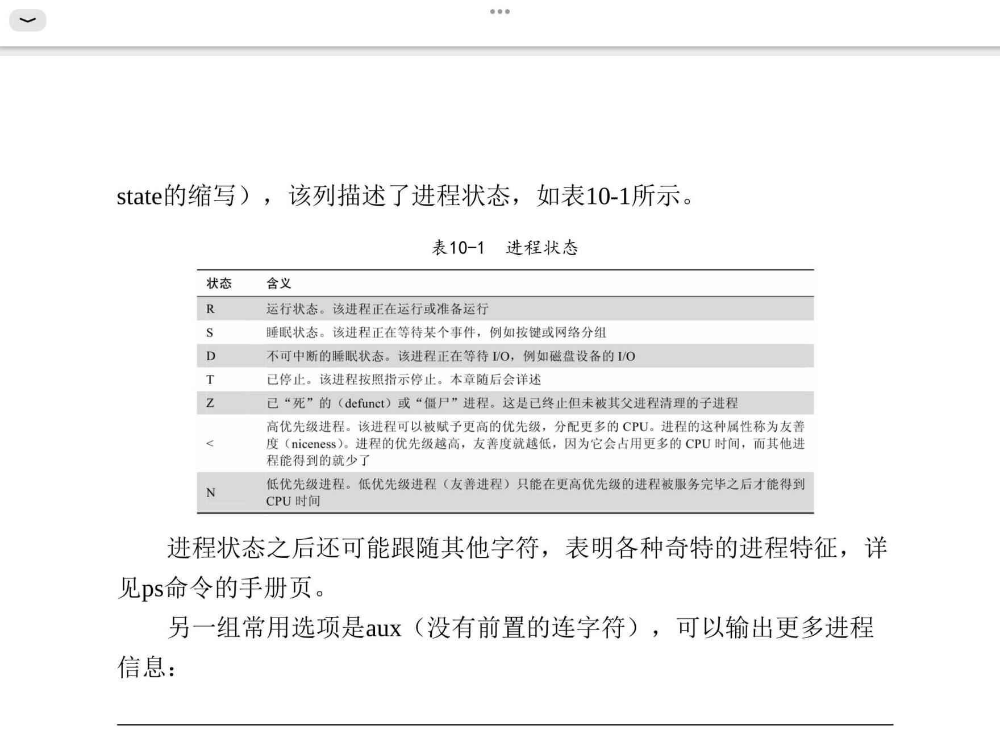 state的缩写），该列描述了进程状态，如表10-1所示。
表10-1 进程状态
状态 含义
R 运行状态。该进程正在运行或准备运行
S 睡眠状态。该进程正在等待某个事件，例如按键或网络分组
D 不可中断的睡眠状态。该进程正在等待 I/O，例如磁盘设备的 I/O
T 已停止。该进程按照指示停止。本章随后会详述
Z 已“死”的（defunct）或“僵尸”进程。这是已终止但未被其父进程清理的子进程
高优先级进程。该进程可以被赋予更高的优先级，分配更多的 CPU。进程的这种属性称为友善
< 度（niceness）。进程的优先级越高，友善度就越低，因为它会占用更多的 CPU 时间，而其他进
程能得到的就少了
N 低优先级进程。低优先级进程（友善进程）只能在更高优先级的进程被服务完毕之后才能得到
CPU 时间
进程状态之后还可能跟随其他字符，表明各种奇特的进程特征，详
见ps命令的手册页。
另一组常用选项是aux（没有前置的连字符），可以输出更多进程
信息：